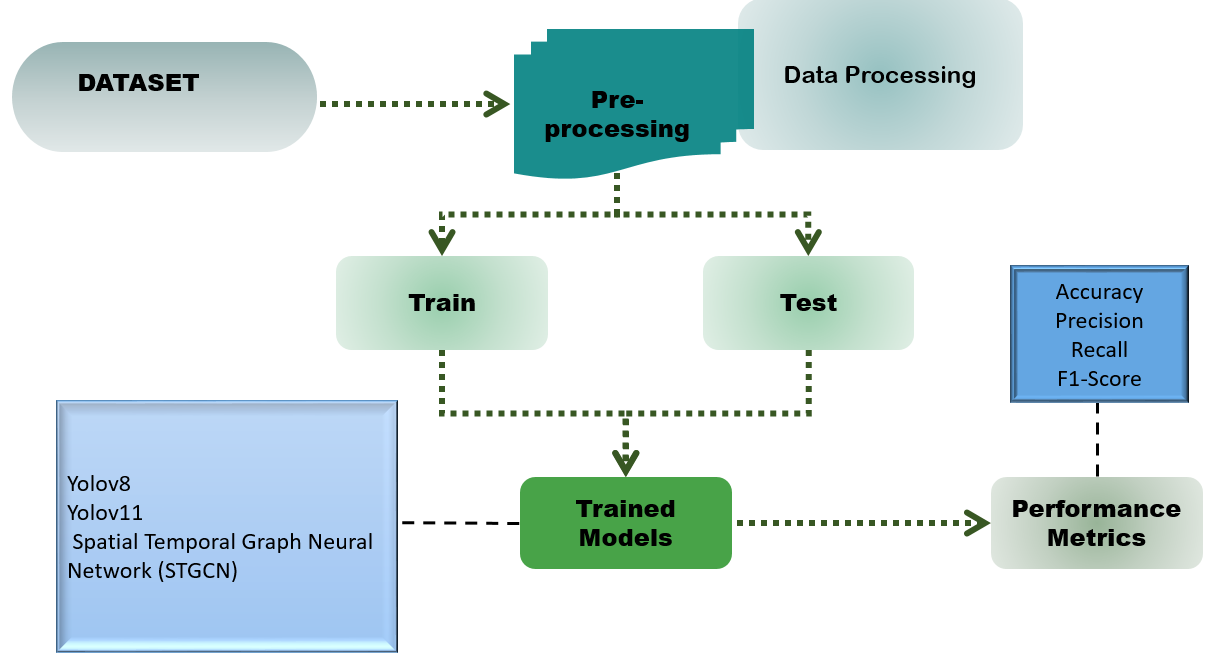 DATASET
Pre-
processing
Data Processing
Train
Test
Accuracy
Precision
Recall
F1-Score
Yolov8
Yolov11
Spatial Temporal Graph Neural
Network (STGCN)
Trained
Models
Performance
Metrics